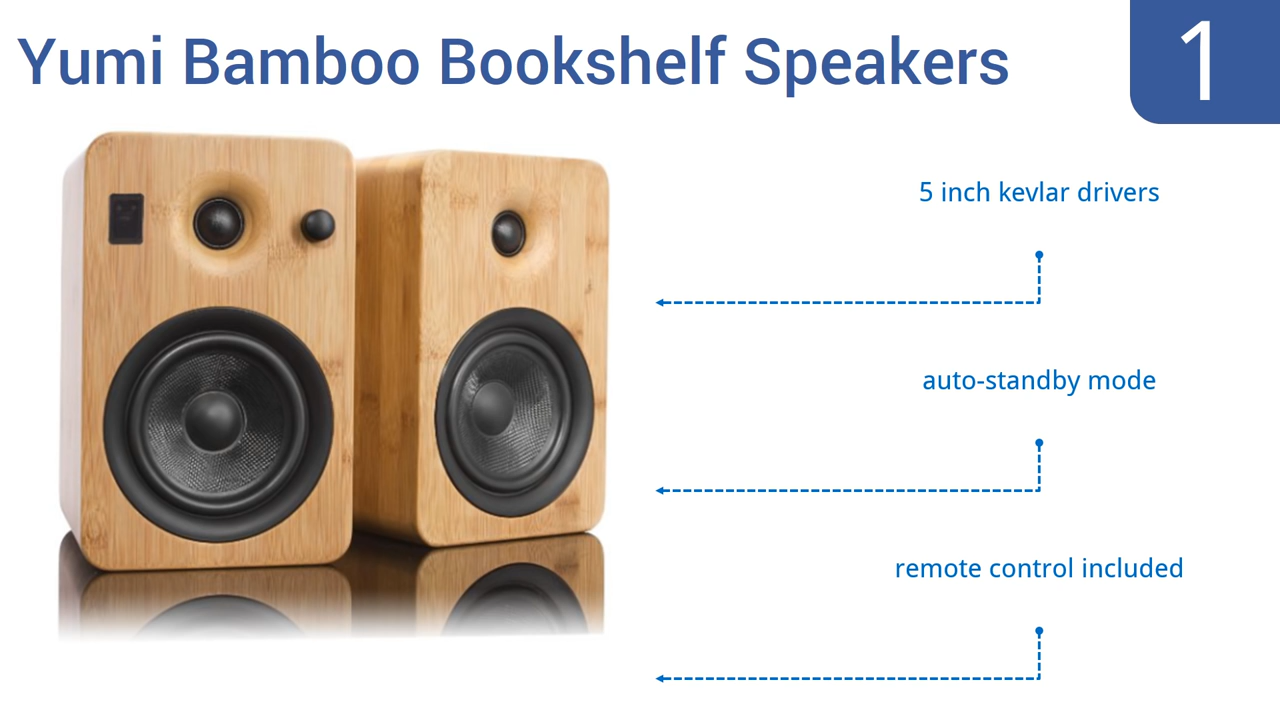 Yumi Bamboo Bookshelf Speakers
1
5 inch kevlar drivers
auto-standby mode
remote control included